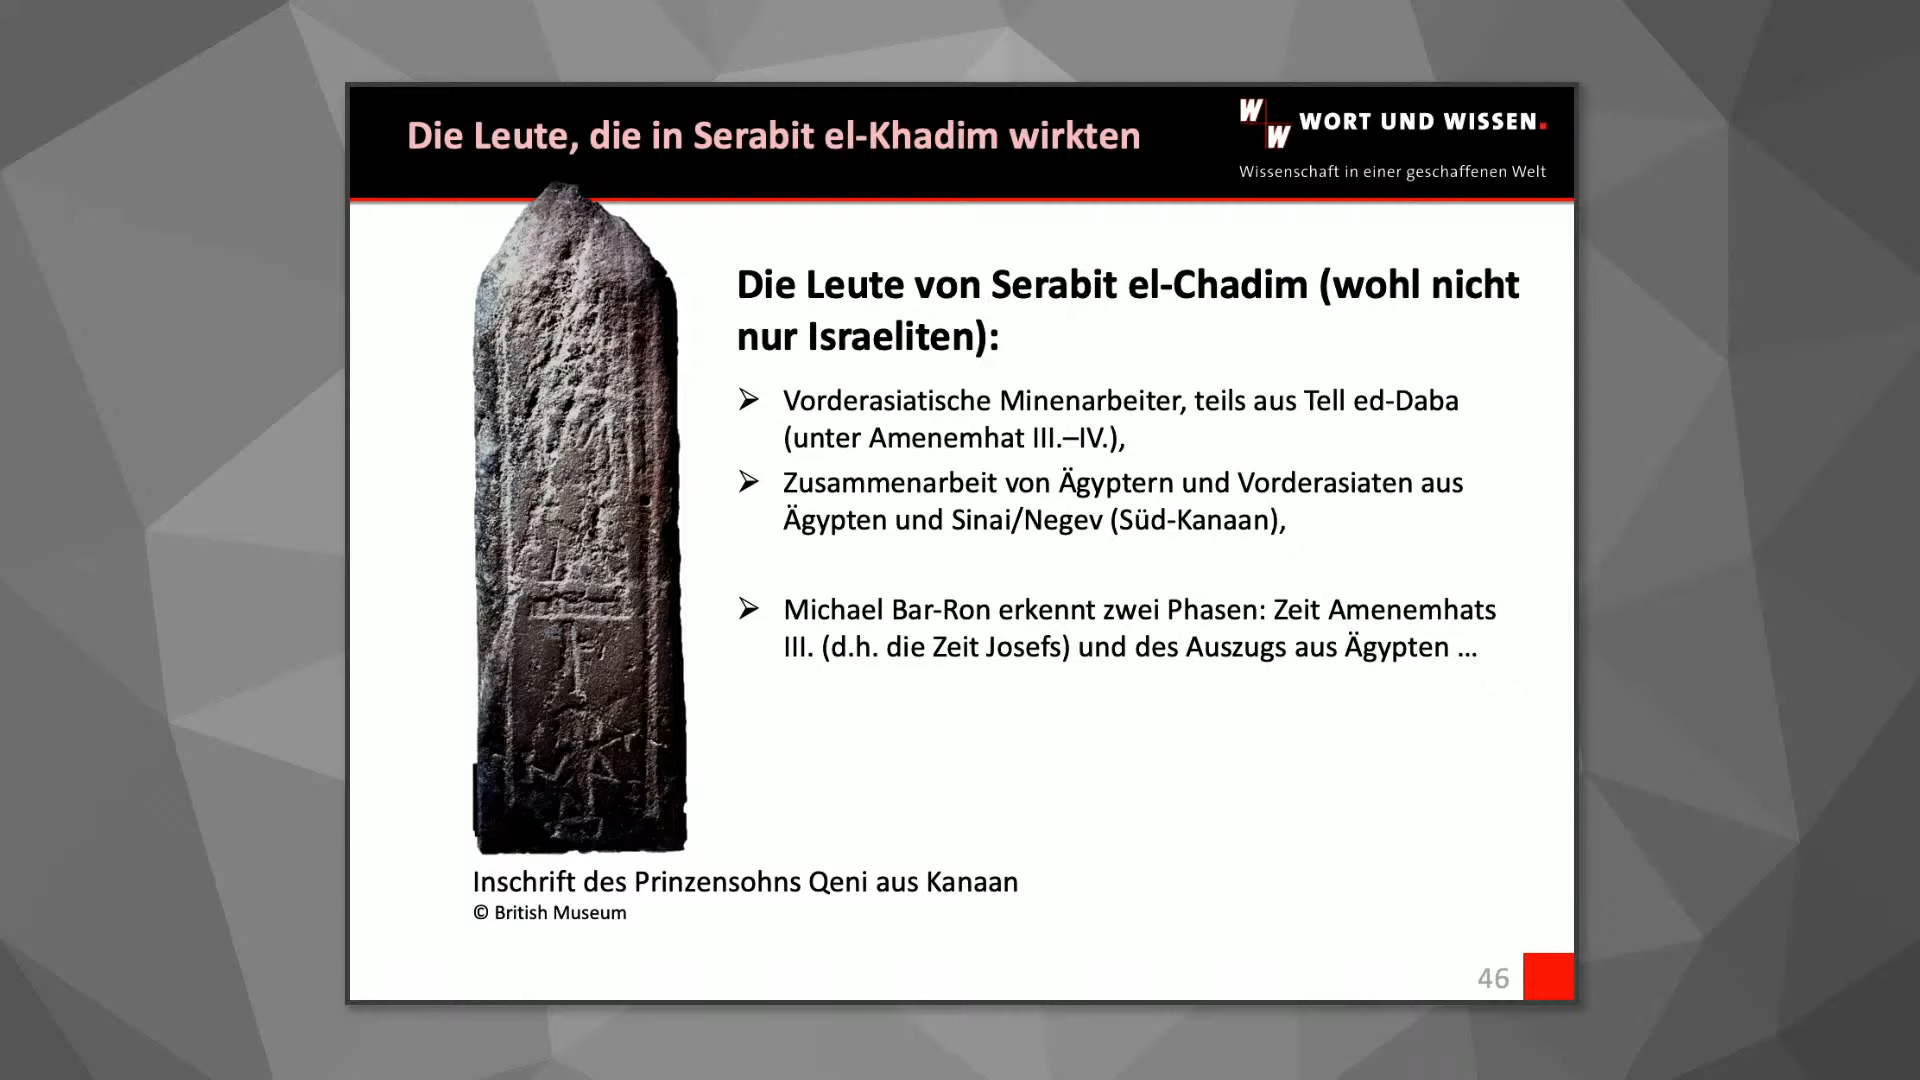 Die Leute, die in Serabit el-Khadim wirkten
W
W
WORT UND WISSEN.
Wissenschaft in einer geschaffenen Welt
Die Leute von Serabit el-Chadim (wohl nicht
nur Israeliten):
➢ Vorderasiatische Minenarbeiter, teils aus Tell ed-Daba
(unter Amenemhat III.–IV.),
➢ Zusammenarbeit von Ägyptern und Vorderasiaten aus
Ägypten und Sinai/Negev (Süd-Kanaan),
➢ Michael Bar-Ron erkennt zwei Phasen: Zeit Amenemhats
III. (d.h. die Zeit Josefs) und des Auszugs aus Ägypten ...
Inschrift des Prinzensohns Qeni aus Kanaan
© British Museum
46